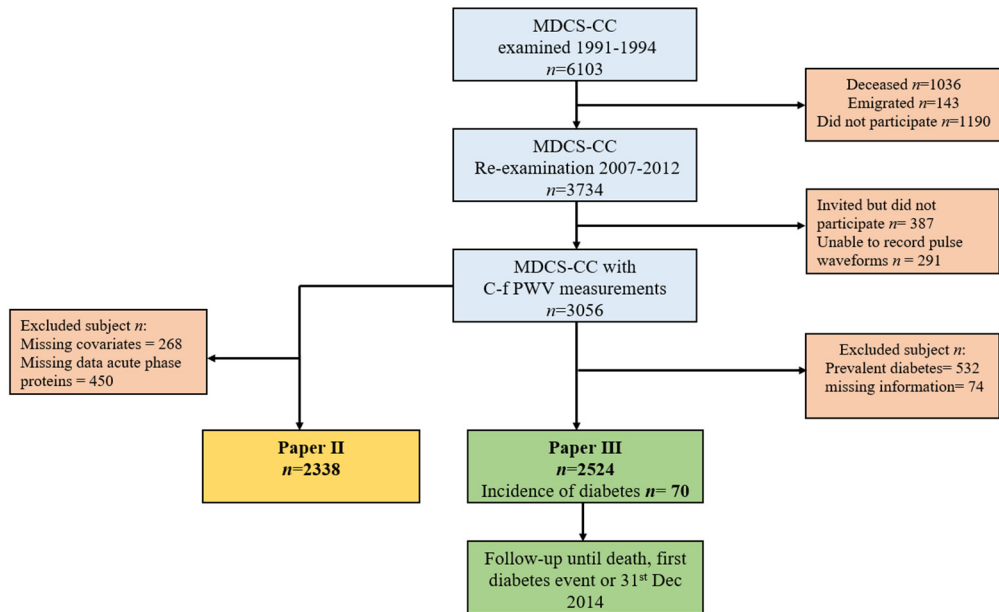 MDCS-CC
examined 1991-1994
n=6103
Deceased n=1036
Emigrated n=143
Did not participate n=1190
MDCS-CC
Re-examination 2007-2012
n=3734
Invited but did not
participate n= 387
Unable to record pulse
waveforms n = 291
MDCS-CC with
C-f PWV measurements
n=3056
Excluded subject n:
Missing covariates = 268
Missing data acute phase
proteins = 450
Excluded subject n:
Prevalent diabetes= 532
missing information= 74
Paper II
n=2338
Paper III
n=2524
Incidence of diabetes n= 70
Follow-up until death, first
diabetes event or 31st Dec
2014